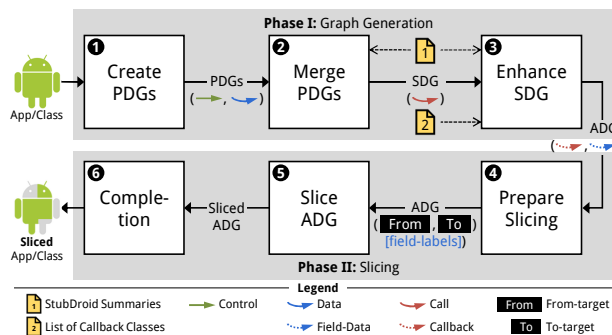 Phase I: Graph Generation
1 Create PDGs
App/Class
PDGs
( , )
2 Merge PDGs
1
SDG
( )
2
3 Enhance SDG
ADG
( , )
4 Prepare Slicing
ADG
( From , To )
[field-labels]
5 Slice ADG
Sliced ADG
6 Comple-tion
Sliced
App/Class
Phase II: Slicing
Legend
1 StubDroid Summaries
Control
Data
Call
From From-target
2 List of Callback Classes
Field-Data
Callback
To To-target